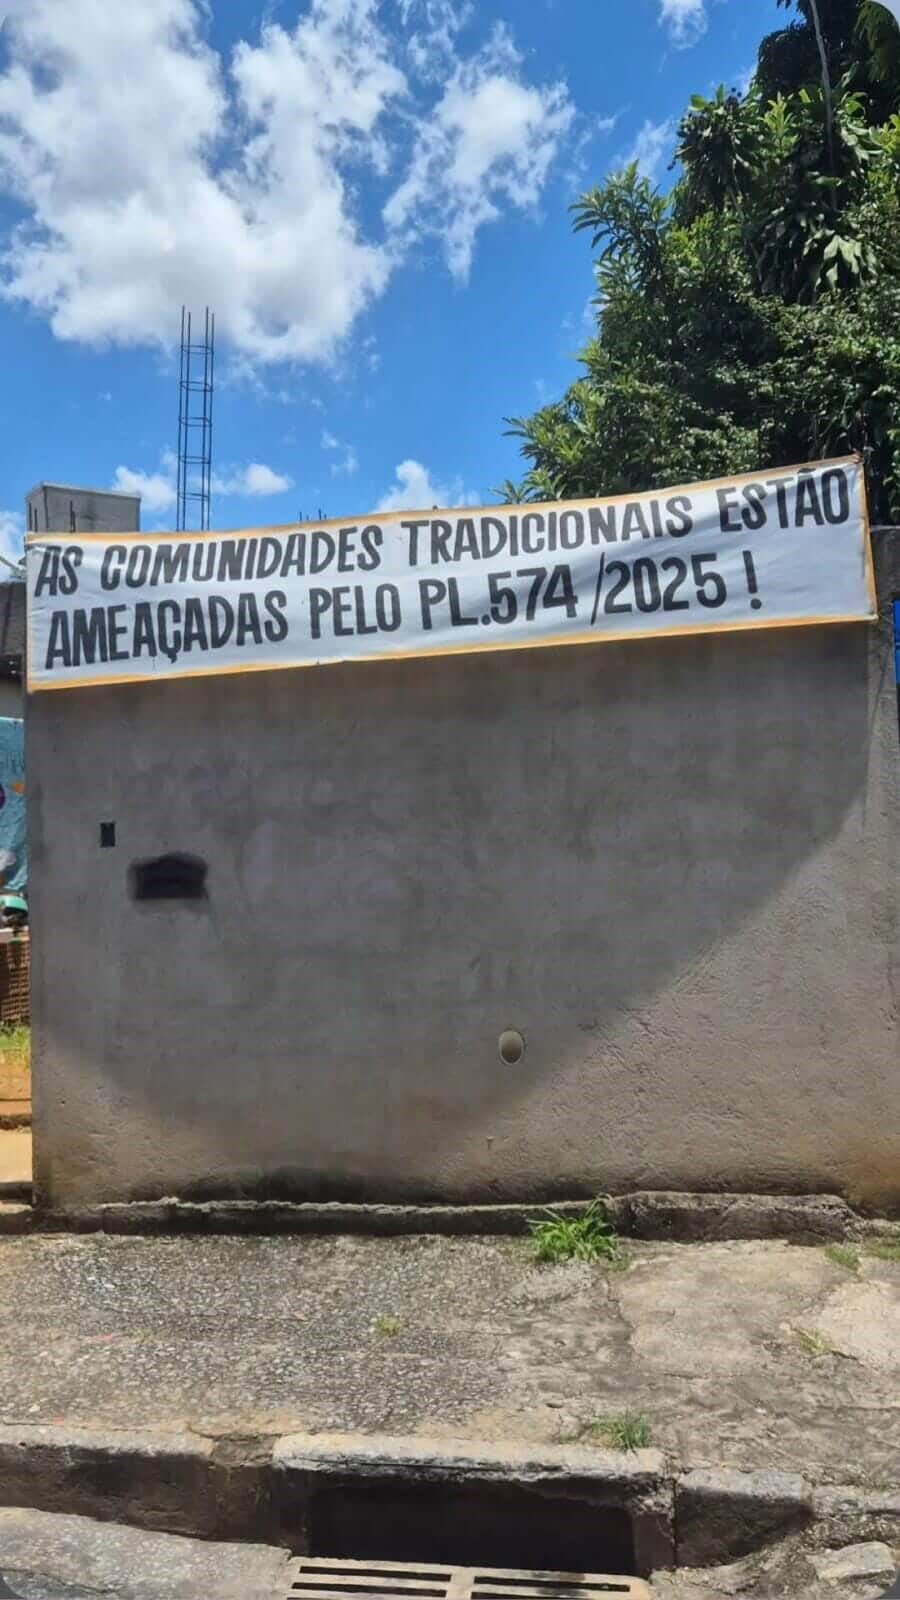 AS COMUNIDADES TRADICIONAIS ESTÃO
AMEAÇADAS PELO PL.574/2025!